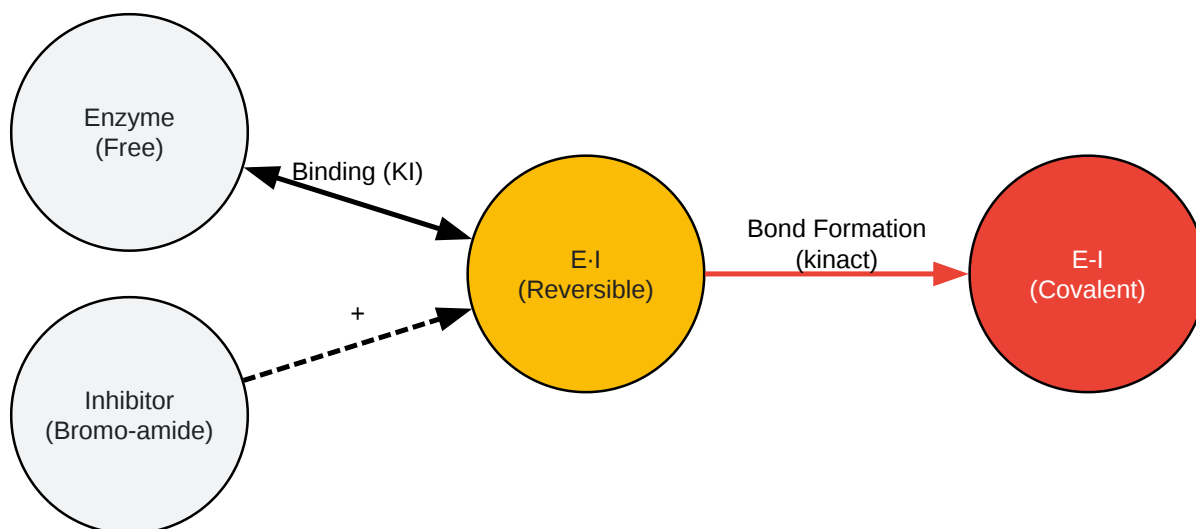 Enzyme
(Free)
Binding (KI)
Inhibitor
(Bromo-amide)
+
E·I
(Reversible)
Bond Formation
(kinact)
E-I
(Covalent)